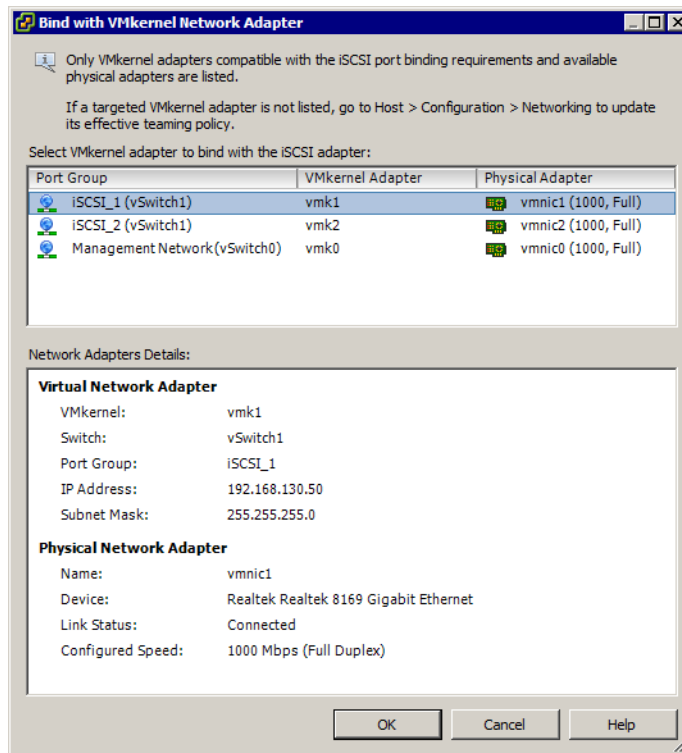 Bind with VMkernel Network Adapter
Only VMkernel adapters compatible with the iSCSI port binding requirements and available
physical adapters are listed.
If a targeted VMkernel adapter is not listed, go to Host > Configuration > Networking to update
its effective teaming policy.
Select VMkernel adapter to bind with the iSCSI adapter:
Port Group VMkernel Adapter Physical Adapter
iSCSI_1 (vSwitch1) vmk1 vmnic1 (1000, Full)
iSCSI_2 (vSwitch1) vmk2 vmnic2 (1000, Full)
Management Network(vSwitch0) vmk0 vmnic0 (1000, Full)
Network Adapters Details:
Virtual Network Adapter
VMkernel: vmk1
Switch: vSwitch1
Port Group: iSCSI_1
IP Address: 192.168.130.50
Subnet Mask: 255.255.255.0
Physical Network Adapter
Name: vmnic1
Device: Realtek Realtek 8169 Gigabit Ethernet
Link Status: Connected
Configured Speed: 1000 Mbps (Full Duplex)
OK Cancel Help